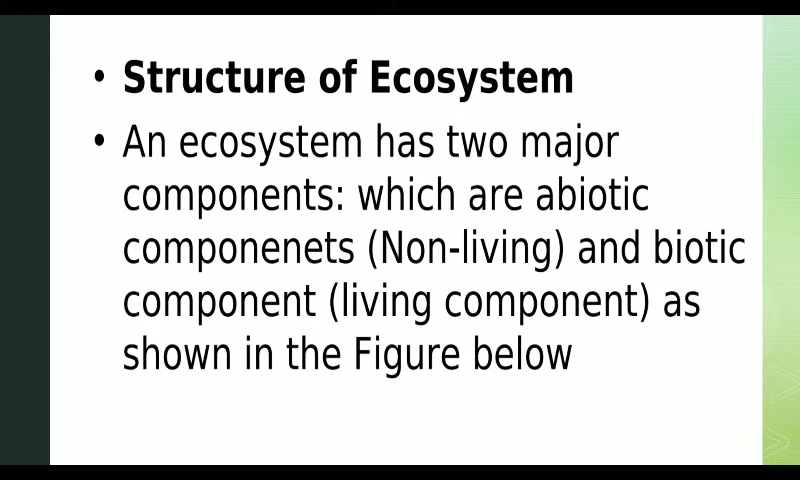 • Structure of Ecosystem
• An ecosystem has two major
components: which are abiotic
componenets (Non-living) and biotic
component (living component) as
shown in the Figure below